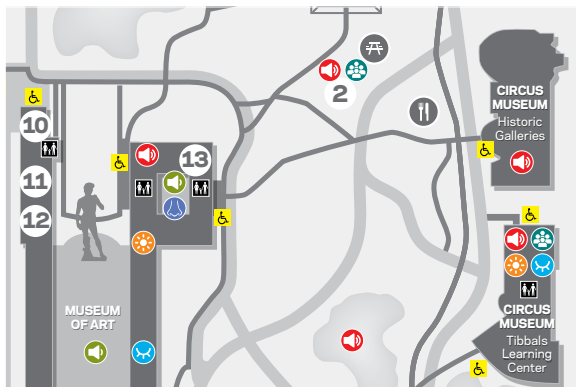 2
CIRCUS
MUSEUM
Historic
Galleries
10
13
11
12
MUSEUM
OF ART
CIRCUS
MUSEUM
Tibbals
Learning
Center